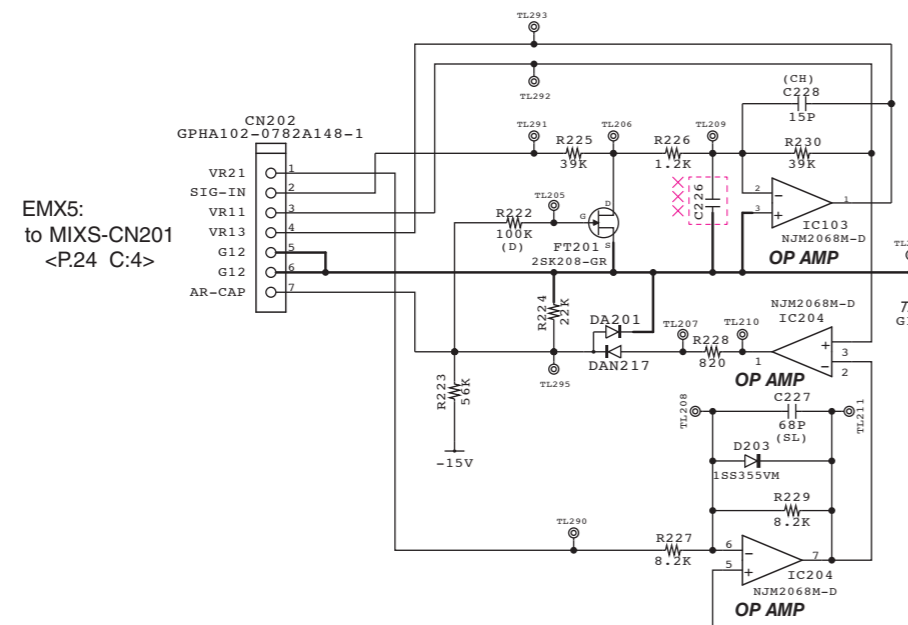 TL293
TL292
(CH)
C228
15P
CN202
GPHA102-0782A148-1
TL291
R225
39K
TL206
R226
1.2K
TL209
R230
39K
VR21
1
SIG-IN
2
VR11
3
VR13
4
G12
5
G12
6
AR-CAP
7
EMX5:
to MIXS-CN201
<P.24 C:4>
TL205
R222
100K
(D)
G
D
S
FT201
2SK208-GR
XXX
C226
2
3
1
IC103
NJM2068M-D
OP AMP
R224
22K
DA201
DAN217
TL207
R228
820
TL210
NJM2068M-D
IC204
1
3
2
OP AMP
TL295
R223
56K
-15V
TL208
C227
68P
(SL)
TL211
D203
1SS355VM
R229
8.2K
TL290
R227
8.2K
6
5
7
IC204
NJM2068M-D
OP AMP